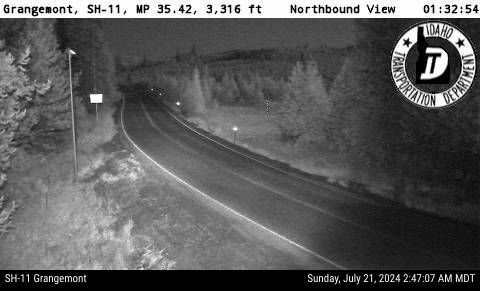 Grangemont, SH-11, MP 35.42, 3,316 ft Northbound View 01:32:54
IDAHO
TRANSPORTATION DEPARTMENT
SH-11 Grangemont Sunday, July 21, 2024 2:47:07 AM MDT